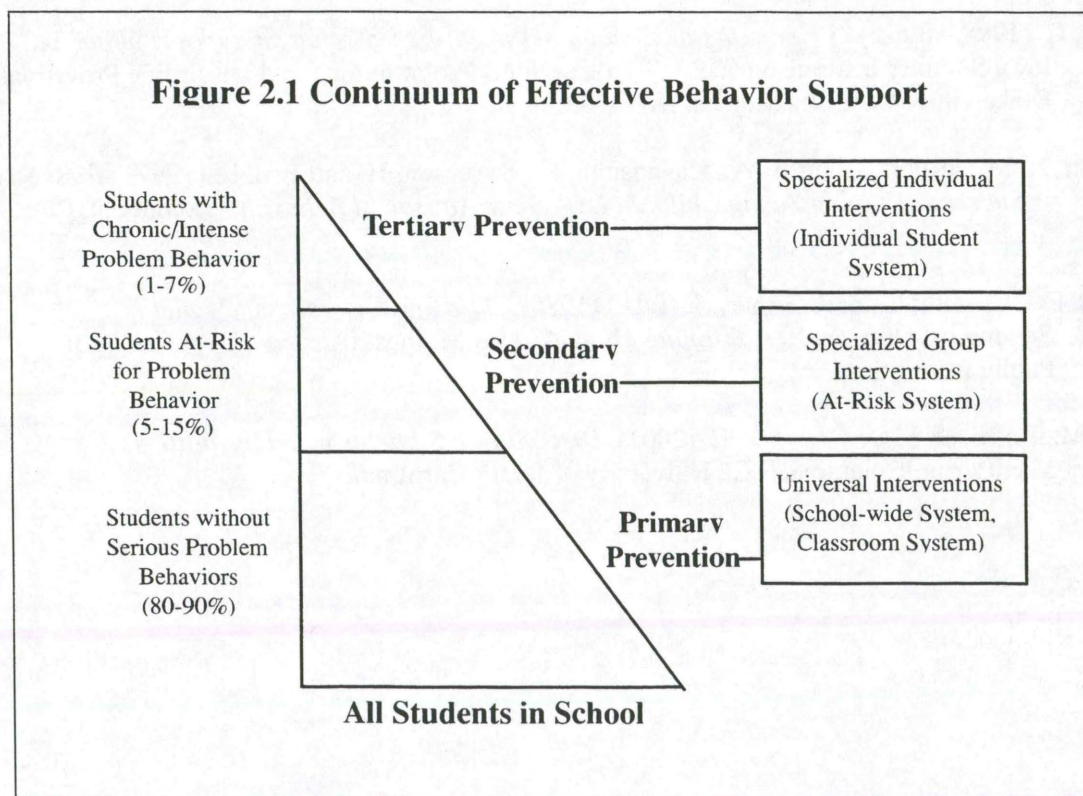 Figure 2.1 Continuum of Effective Behavior Support
Students with
Chronic/Intense
Problem Behavior
(1-7%)
Tertiary Prevention
Specialized Individual
Interventions
(Individual Student
System)
Students At-Risk
for Problem
Behavior
(5-15%)
Secondary
Prevention
Specialized Group
Interventions
(At-Risk System)
Students without
Serious Problem
Behaviors
(80-90%)
Primary
Prevention
Universal Interventions
(School-wide System,
Classroom System)
All Students in School